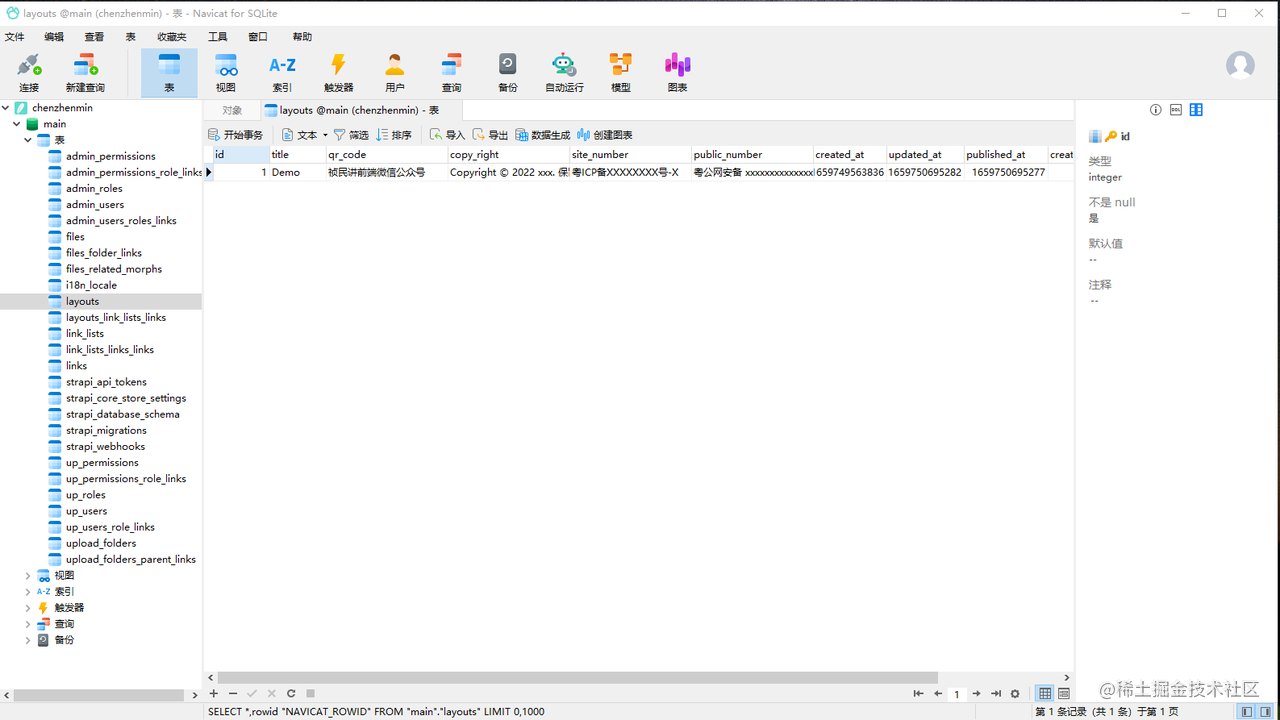 layouts @main (chenzhenmin) - 表 - Navicat for SQLite
文件 编辑 查看 表 收藏夹 工具 窗口 帮助
连接 新建查询 表 视图 A-Z 索引 触发器 用户 查询 备份 自动运行 模型 图表
chenzhenmin
main
表
admin_permissions
admin_permissions_role_links
admin_roles
admin_users
admin_users_roles_links
files
files_folder_links
files_related_morphs
i18n_locale
layouts
layouts_link_lists_links
link_lists
link_lists_links_links
links
strapi_api_tokens
strapi_core_store_settings
strapi_database_schema
strapi_migrations
strapi_webhooks
up_permissions
up_permissions_role_links
up_roles
up_users
up_users_role_links
upload_folders
upload_folders_parent_links
视图
A-Z 索引
触发器
查询
备份
对象 layouts @main (chenzhenmin) - 表
开始事务 文本 筛选 排序 导入 导出 数据生成 创建图表
id title qr_code copy_right site_number public_number created_at updated_at published_at creat
1 Demo 祯民讲前端微信公众号 Copyright © 2022 xxx. 保 粤ICP备XXXXXXXX号-X 粤公网安备 xxxxxxxxxxxxxx 659749563836 1659750695282 1659750695277
1
SELECT *,rowid "NAVICAT_ROWID" FROM "main"."layouts" LIMIT 0,1000
第 1 条记录 (共 1 条) 于第 1 页
DDL
id
类型
integer
不是 null
是
默认值
--
注释
--
@稀土掘金技术社区